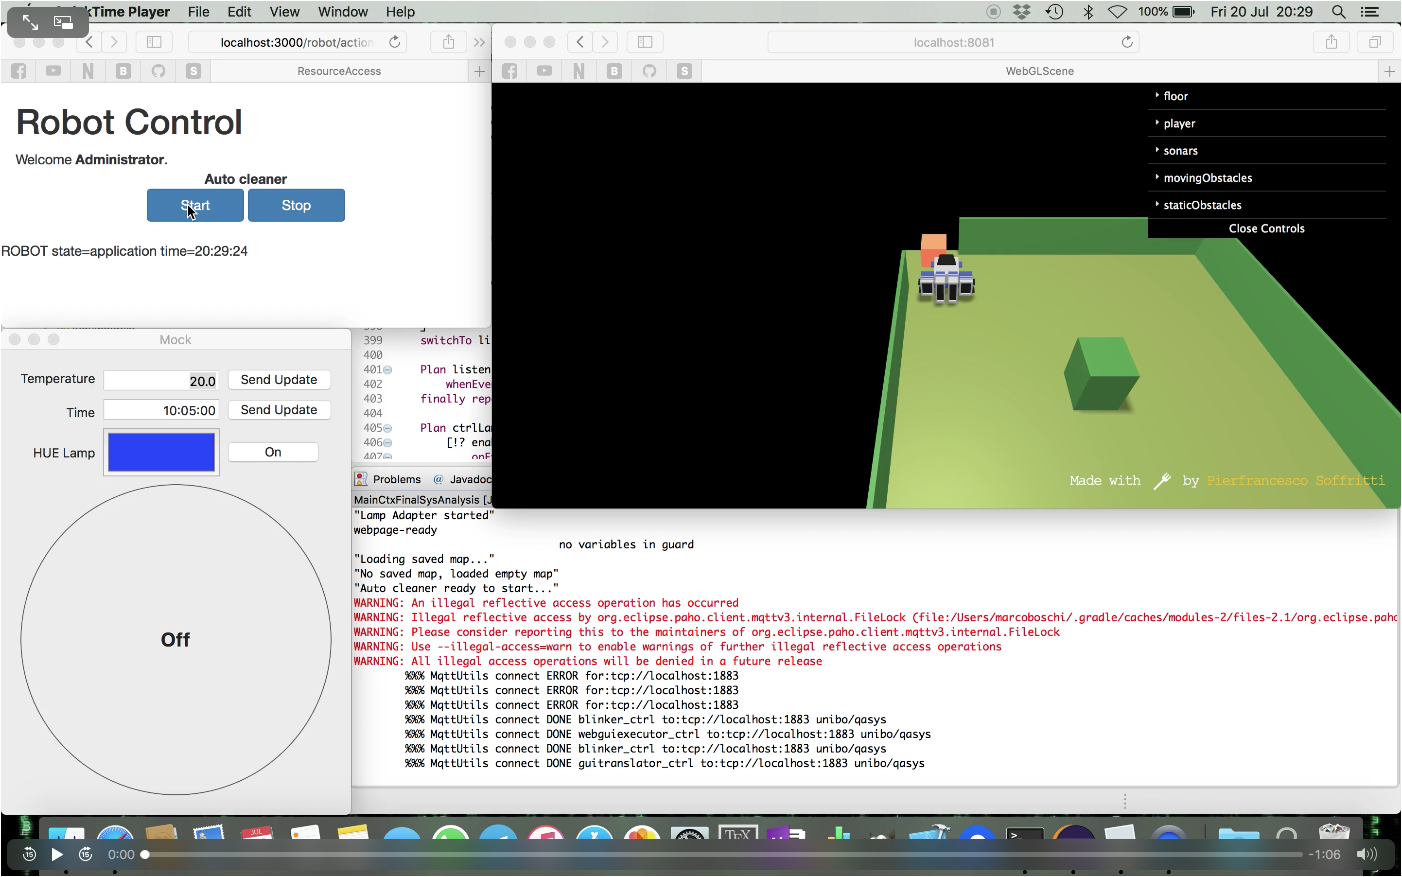 QuickTime Player File Edit View Window Help 100% Fri 20 Jul 20:29
localhost:3000/robot/action
ResourceAccess
Robot Control
Welcome Administrator.
Auto cleaner
Start Stop
ROBOT state=application time=20:29:24
localhost:8081
WebGLScene
floor
player
sonars
movingObstacles
staticObstacles
Close Controls
Made with by Pierfrancesco Soffritti
Mock
Temperature 20.0 Send Update
Time 10:05:00 Send Update
HUE Lamp On
Off
399 switchTo li
400
401 Plan listen
402 whenEve
403 finally rep
404
405 Plan ctrlLa
406 [!? ena
407 onE
Problems @ Javadoc
MainCtxFinalSysAnalysis [J
"Lamp Adapter started"
webpage-ready
no variables in guard
"Loading saved map..."
"No saved map, loaded empty map"
"Auto cleaner ready to start..."
WARNING: An illegal reflective access operation has occurred
WARNING: Illegal reflective access by org.eclipse.paho.client.mqttv3.internal.FileLock (file:/Users/marcoboschi/.gradle/caches/modules-2/files-2.1/org.eclipse.paho
WARNING: Please consider reporting this to the maintainers of org.eclipse.paho.client.mqttv3.internal.FileLock
WARNING: Use --illegal-access=warn to enable warnings of further illegal reflective access operations
WARNING: All illegal access operations will be denied in a future release
%%% MqttUtils connect ERROR for:tcp://localhost:1883
%%% MqttUtils connect ERROR for:tcp://localhost:1883
%%% MqttUtils connect ERROR for:tcp://localhost:1883
%%% MqttUtils connect DONE blinker_ctrl to:tcp://localhost:1883 unibo/qasys
%%% MqttUtils connect DONE webguiexecutor_ctrl to:tcp://localhost:1883 unibo/qasys
%%% MqttUtils connect DONE blinker_ctrl to:tcp://localhost:1883 unibo/qasys
%%% MqttUtils connect DONE guitranslator_ctrl to:tcp://localhost:1883 unibo/qasys
JUL
TeX
15 15 0:00 -1:06